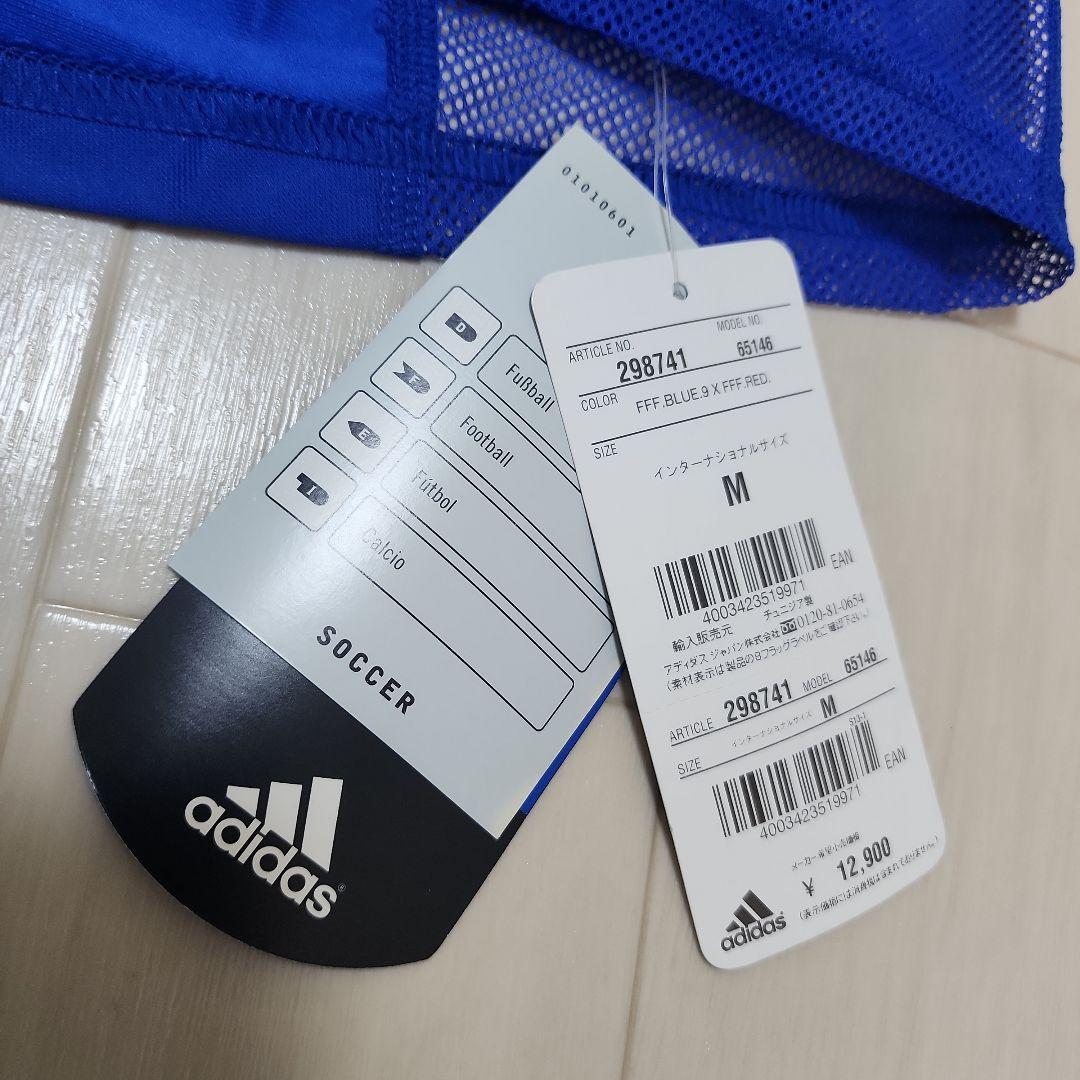 01010601
D
Fußball
F
Football
E
Fútbol
I
Calcio
SOCCER
adidas®
ARTICLE NO.
MODEL NO.
298741
65146
COLOR
FFF.BLUE.9 X FFF.RED.
SIZE
インターナショナルサイズ
M
EAN
4003423519971
チュニジア製
輸入販売元
アディダス ジャパン株式会社 0120-81-0654
(素材表示は製品のBフラッグラベルをご確認下さい。)
ARTICLE 298741 MODEL 65146
インターナショナルサイズ M
SIZE
S13-1
EAN
4003423519971
メーカー希望小売価格
¥ 12,900
(表示価格には消費税は含まれておりません。)
adidas